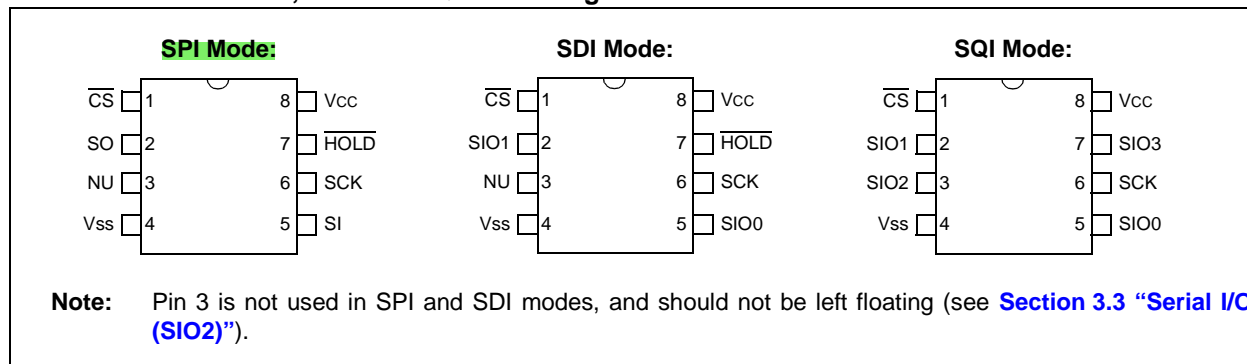 SPI Mode: SDI Mode: SQI Mode:
CS 1 8 VCC CS 1 8 VCC CS 1 8 VCC
SO 2 7 HOLD SIO1 2 7 HOLD SIO1 2 7 SIO3
NU 3 6 SCK NU 3 6 SCK SIO2 3 6 SCK
Vss 4 5 SI Vss 4 5 SIO0 Vss 4 5 SIO0
Note: Pin 3 is not used in SPI and SDI modes, and should not be left floating (see Section 3.3 “Serial I/O
(SIO2)”).